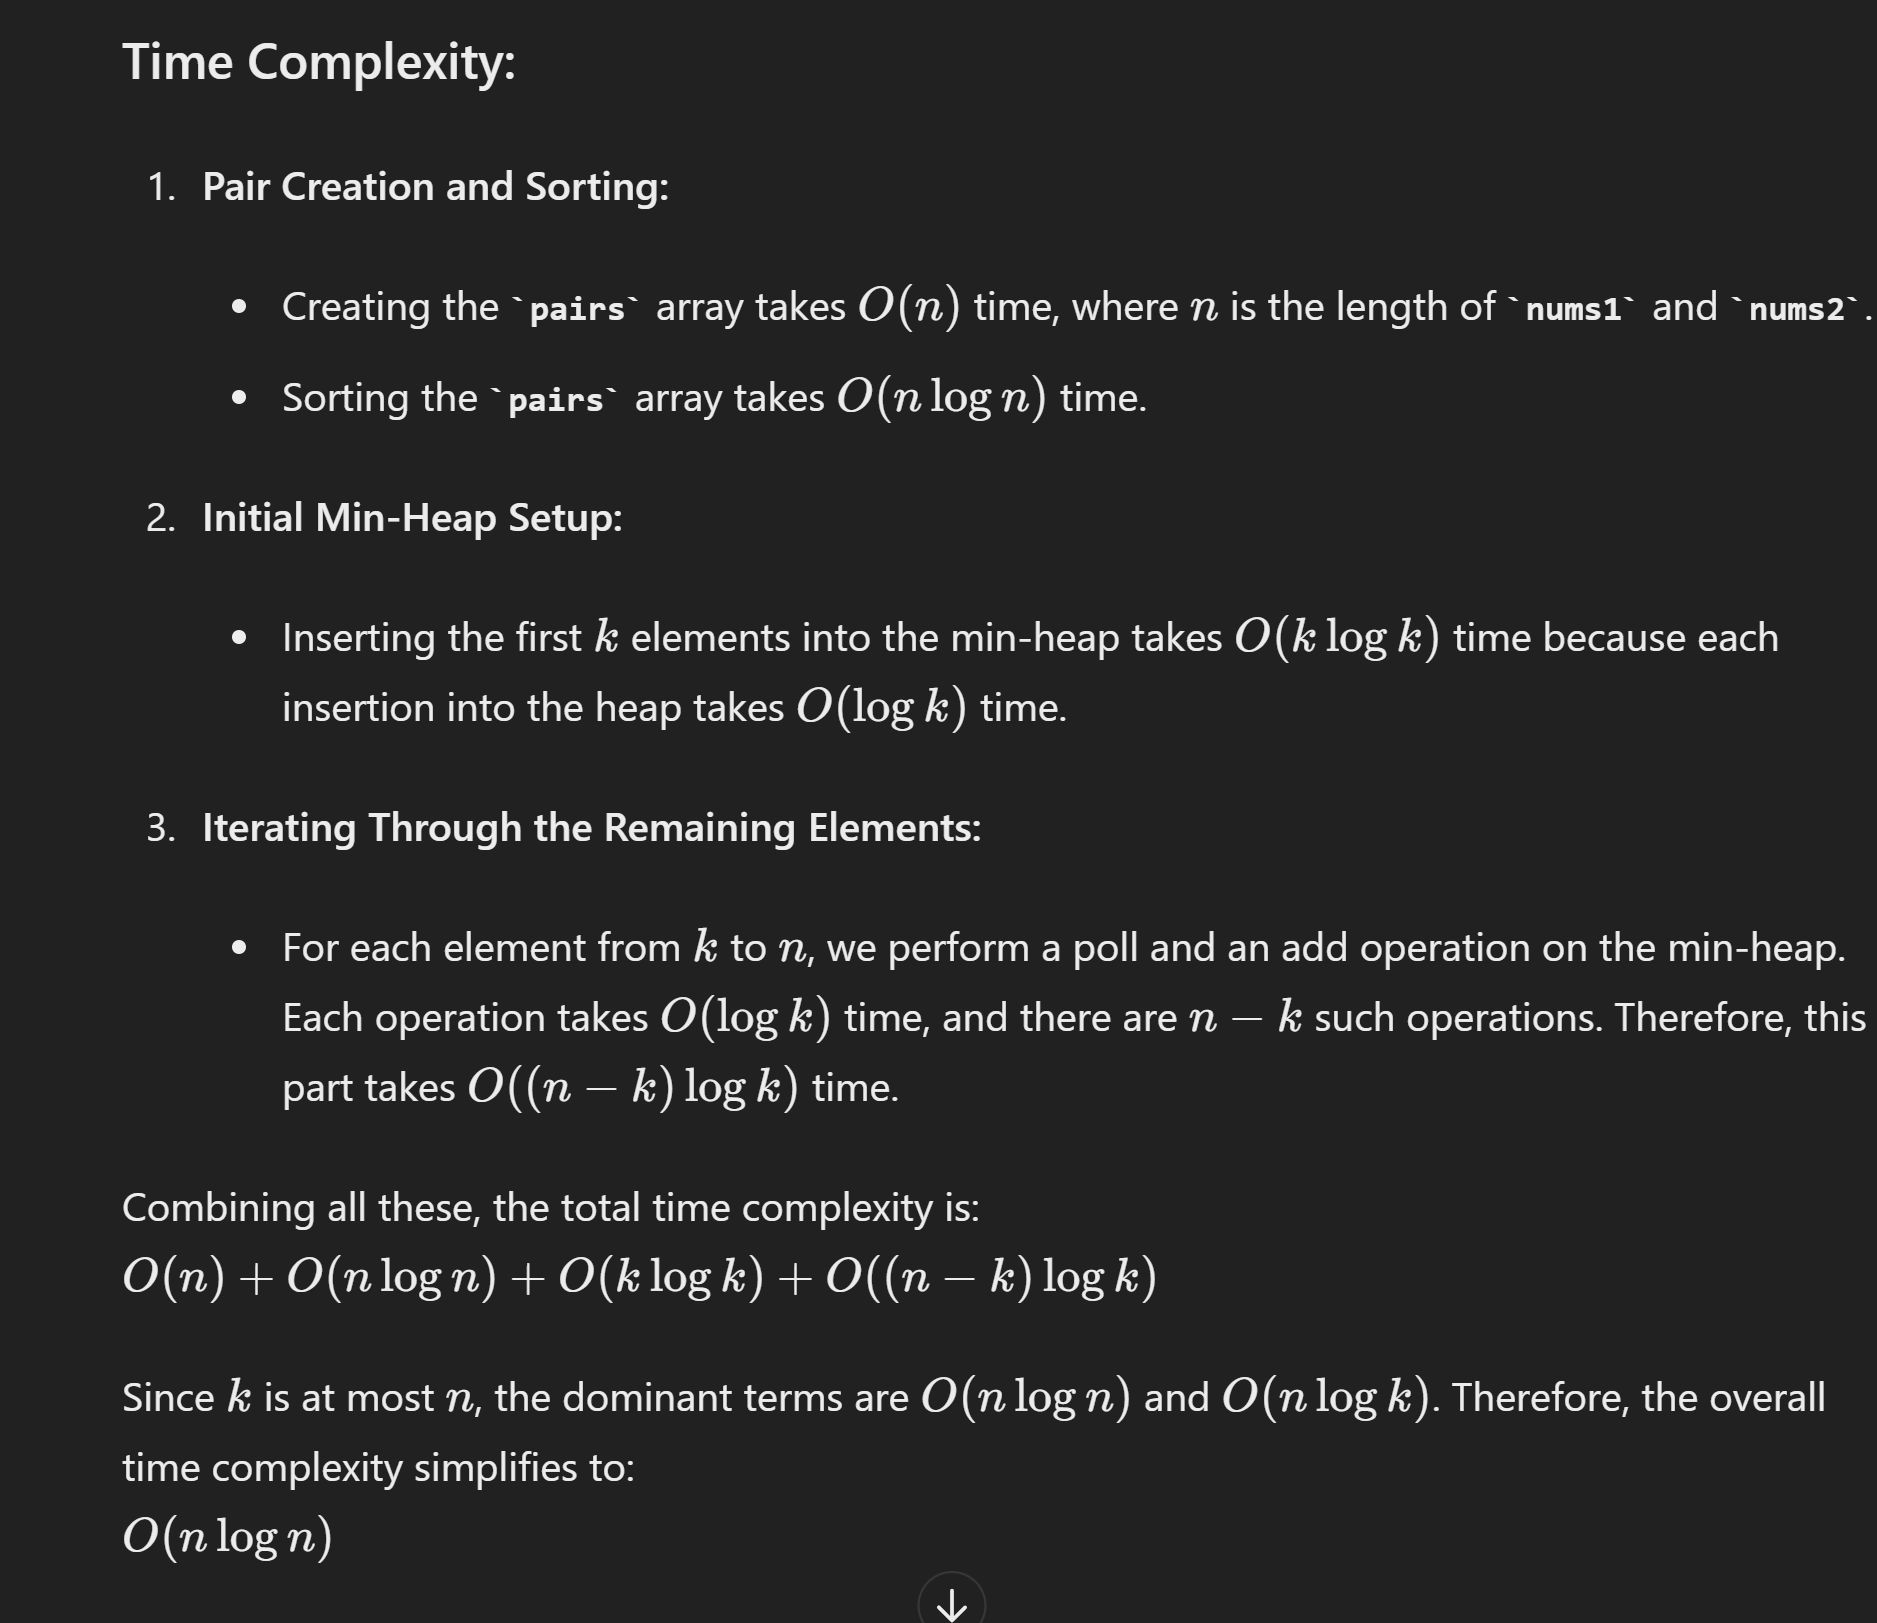 Time Complexity:
1. Pair Creation and Sorting:
• Creating the `pairs` array takes O(n) time, where n is the length of `nums1` and `nums2`.
• Sorting the `pairs` array takes O(n log n) time.
2. Initial Min-Heap Setup:
• Inserting the first k elements into the min-heap takes O(k log k) time because each
insertion into the heap takes O(log k) time.
3. Iterating Through the Remaining Elements:
• For each element from k to n, we perform a poll and an add operation on the min-heap.
Each operation takes O(log k) time, and there are n − k such operations. Therefore, this
part takes O((n − k) log k) time.
Combining all these, the total time complexity is:
O(n) + O(n log n) + O(k log k) + O((n − k) log k)
Since k is at most n, the dominant terms are O(n log n) and O(n log k). Therefore, the overall
time complexity simplifies to:
O(n log n)